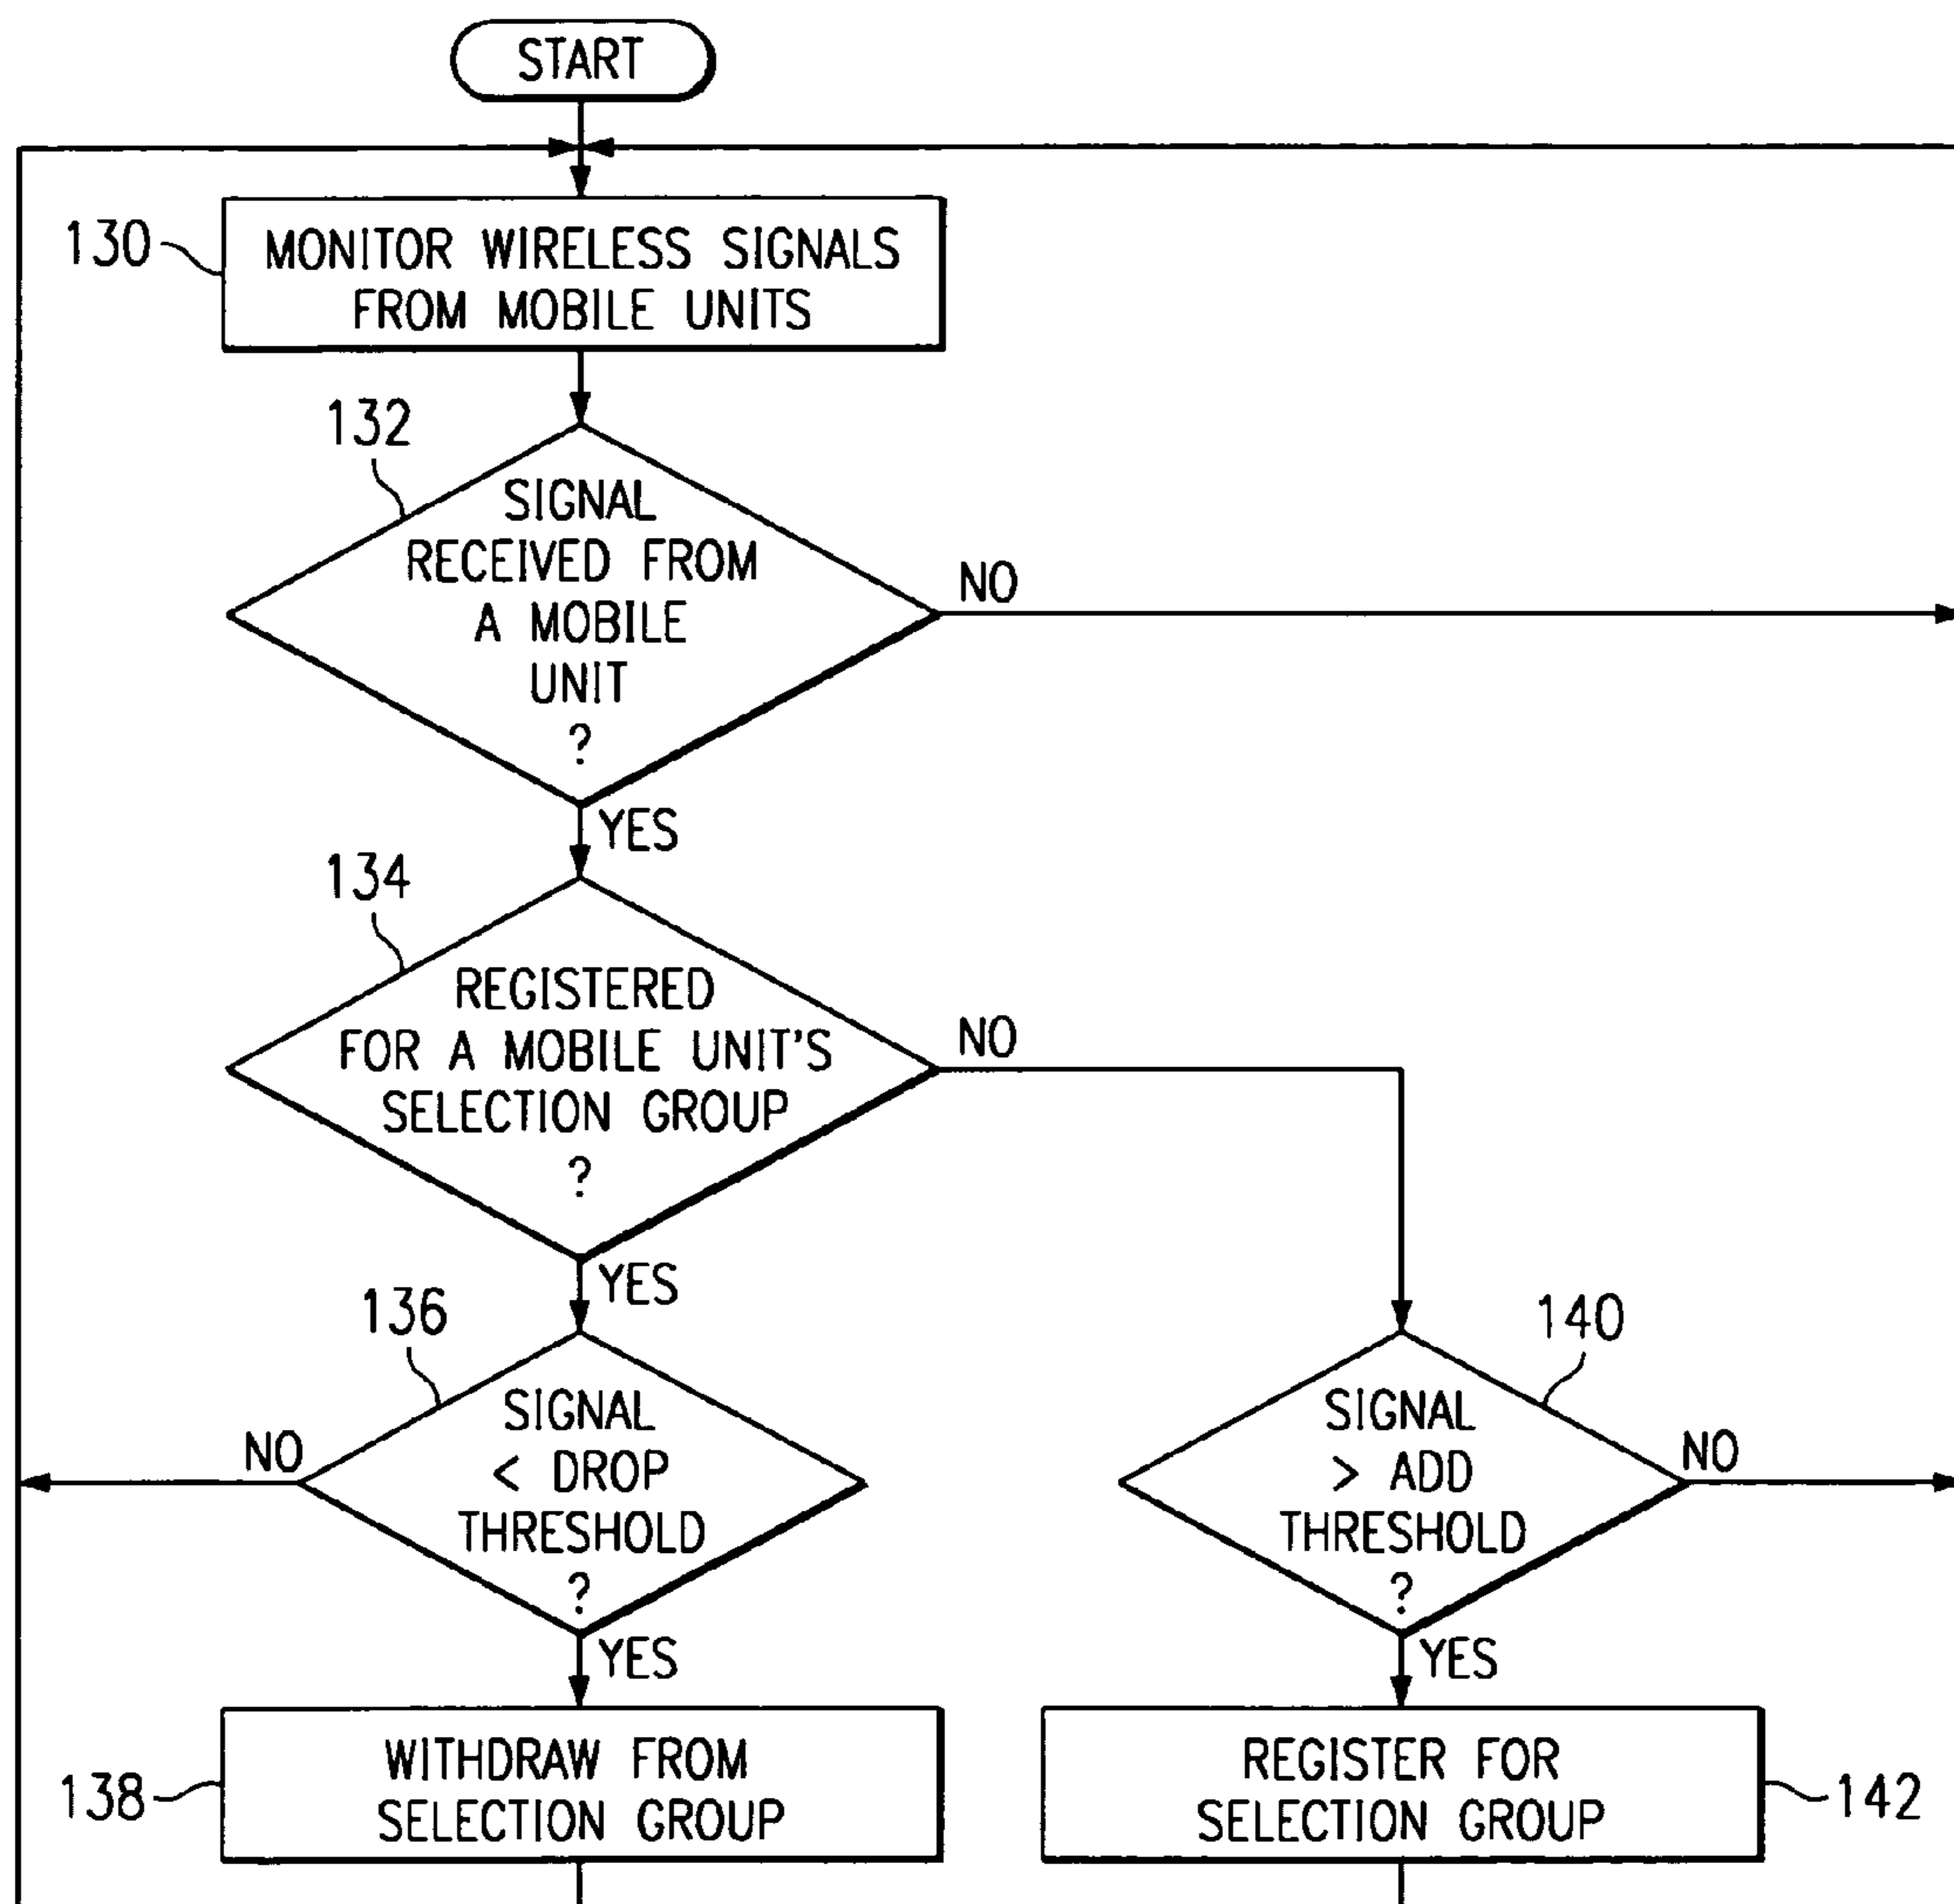 START
130
MONITOR WIRELESS SIGNALS
FROM MOBILE UNITS
132
SIGNAL
RECEIVED FROM
A MOBILE
UNIT
?
NO
YES
134
REGISTERED
FOR A MOBILE UNIT'S
SELECTION GROUP
?
NO
YES
136
SIGNAL
< DROP
THRESHOLD
?
NO
YES
140
SIGNAL
> ADD
THRESHOLD
?
NO
YES
138
WITHDRAW FROM
SELECTION GROUP
REGISTER FOR
SELECTION GROUP
142